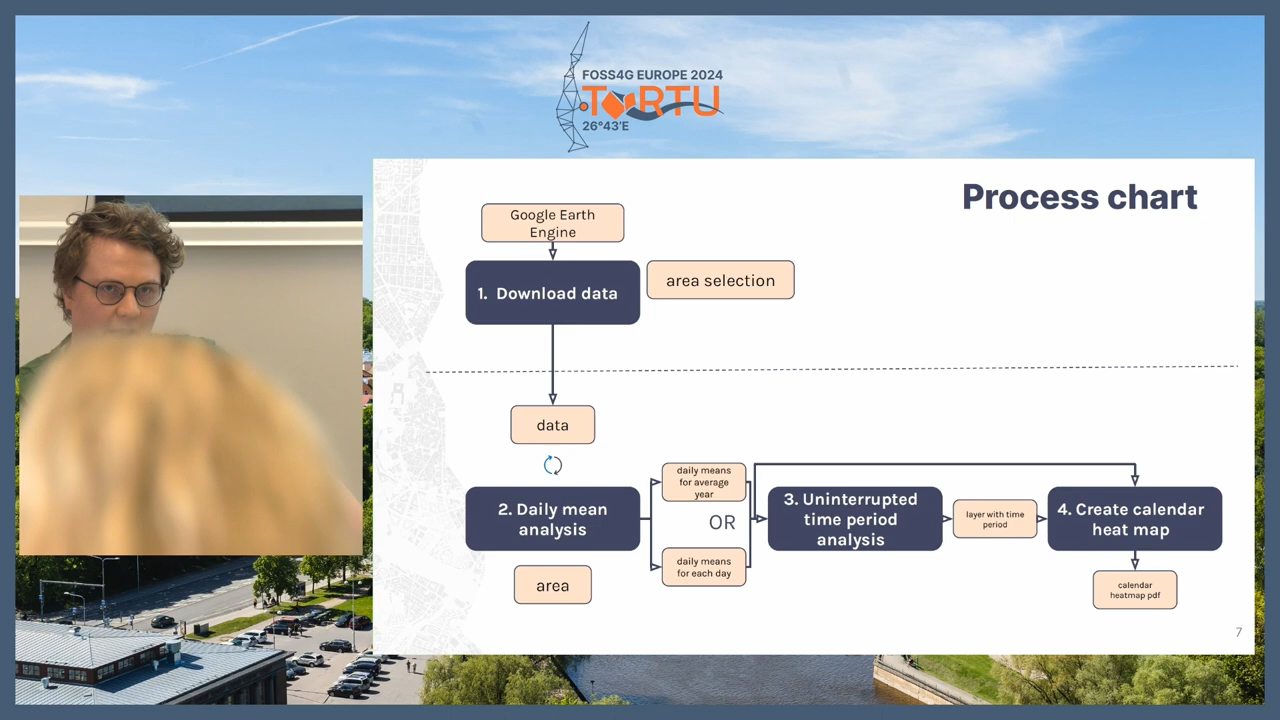 FOSS4G EUROPE 2024
TARTU
26°43'E
Process chart
Google Earth
Engine
1. Download data
area selection
data
2. Daily mean
analysis
area
daily means
for average
year
OR
daily means
for each day
3. Uninterrupted
time period
analysis
layer with time
period
4. Create calendar
heat map
calendar
heatmap pdf
7